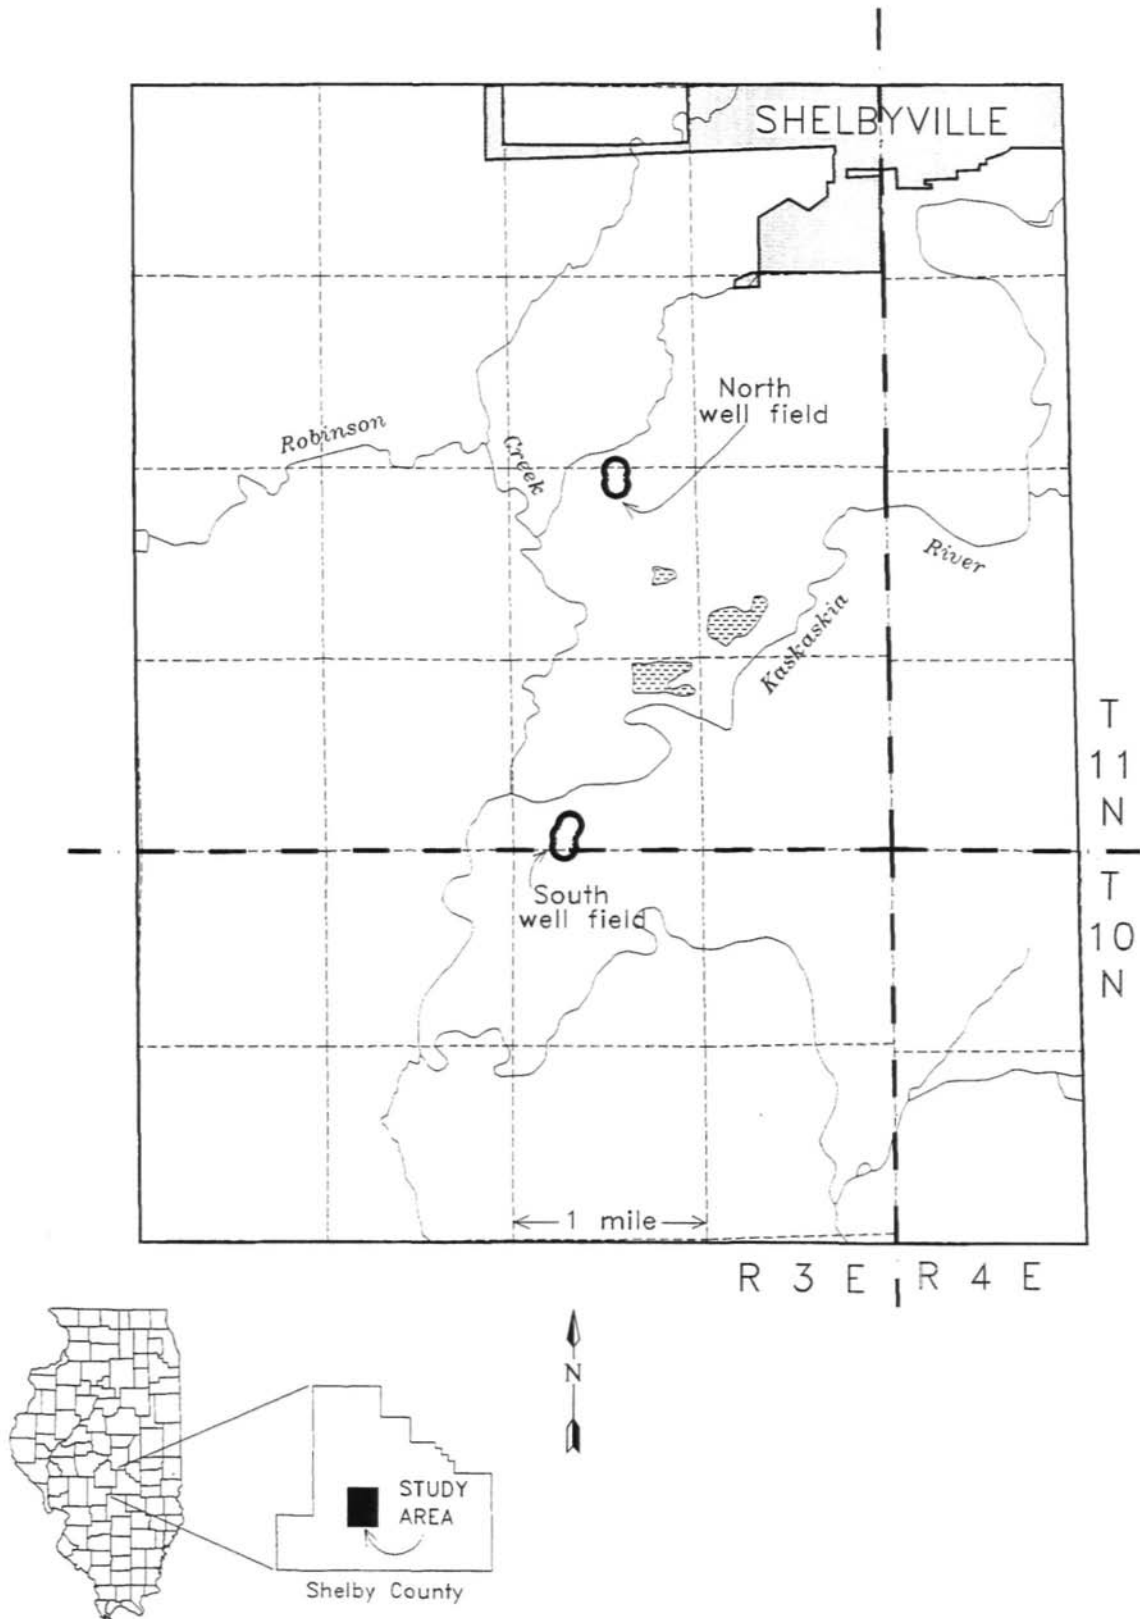 SHELBYVILLE
North
well field
Robinson
Creek
River
Kaskaskia
T
11
N
South
well field
T
10
N
1 mile
R 3 E R 4 E
N
STUDY
AREA
Shelby County